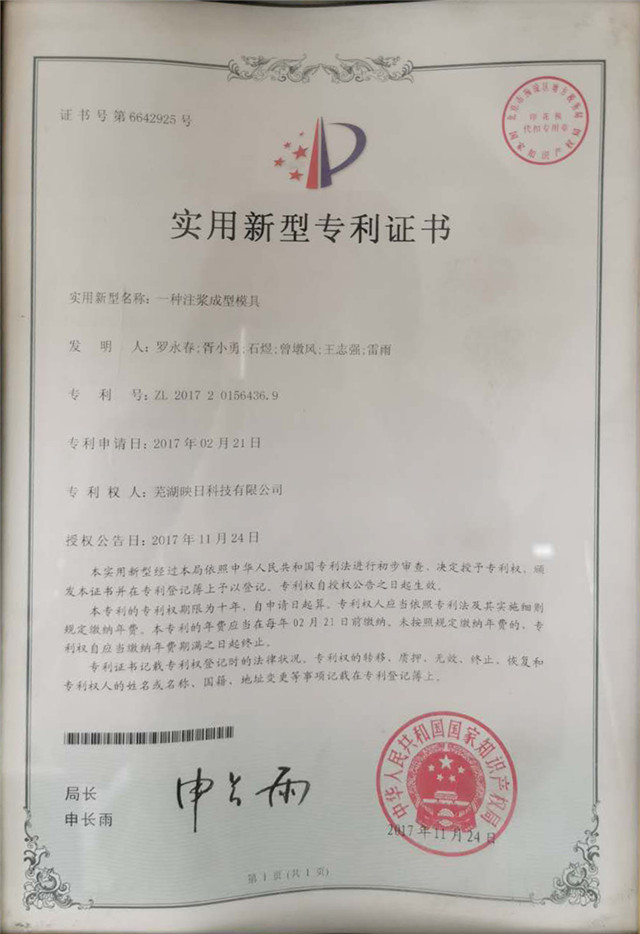 证书号第6642925号
实用新型专利证书
实用新型名称：一种注浆成型模具
发 明 人：罗永春;胥小勇;石煜;曾墩风;王志强;雷雨
专 利 号：ZL 2017 2 0156436.9
专利申请日：2017年02月21日
专 利 权 人：芜湖映日科技有限公司
授权公告日：2017年11月24日
本实用新型经过本局依照中华人民共和国专利法进行初步审查，决定授予专利权，颁
发本证书并在专利登记簿上予以登记。专利权自授权公告之日起生效。
本专利的专利权期限为十年，自申请日起算。专利权人应当依照专利法及其实施细则
规定缴纳年费。本专利的年费应当在每年02月21日前缴纳。未按照规定缴纳年费的，专
利权自应当缴纳年费期满之日起终止。
专利证书记载专利权登记时的法律状况。专利权的转移、质押、无效、终止、恢复和
专利权人的姓名或名称、国籍、地址变更等事项记载在专利登记簿上。
局长
申长雨
申长雨
中华人民共和国国家知识产权局
2017年11月24日
第1页(共1页)